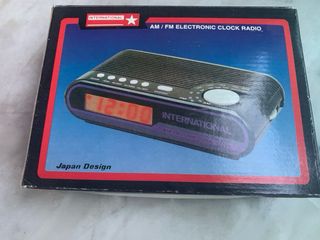 INTERNATIONAL
AM / FM ELECTRONIC CLOCK RADIO
12:00
INTERNATIONAL
Japan Design